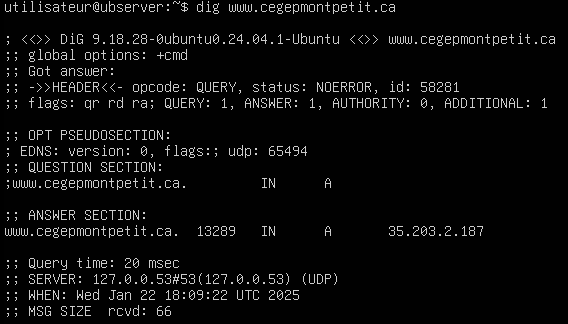 utilisateur@ubserver:~$ dig www.cegepmontpetit.ca
; <<>> DiG 9.18.28-0ubuntu0.24.04.1-Ubuntu <<>> www.cegepmontpetit.ca
;; global options: +cmd
;; Got answer:
;; ->>HEADER<<- opcode: QUERY, status: NOERROR, id: 58281
;; flags: qr rd ra; QUERY: 1, ANSWER: 1, AUTHORITY: 0, ADDITIONAL: 1
;; OPT PSEUDOSECTION:
; EDNS: version: 0, flags:; udp: 65494
;; QUESTION SECTION:
;www.cegepmontpetit.ca. IN A
;; ANSWER SECTION:
www.cegepmontpetit.ca. 13289 IN A 35.203.2.187
;; Query time: 20 msec
;; SERVER: 127.0.0.53#53(127.0.0.53) (UDP)
;; WHEN: Wed Jan 22 18:09:22 UTC 2025
;; MSG SIZE rcvd: 66